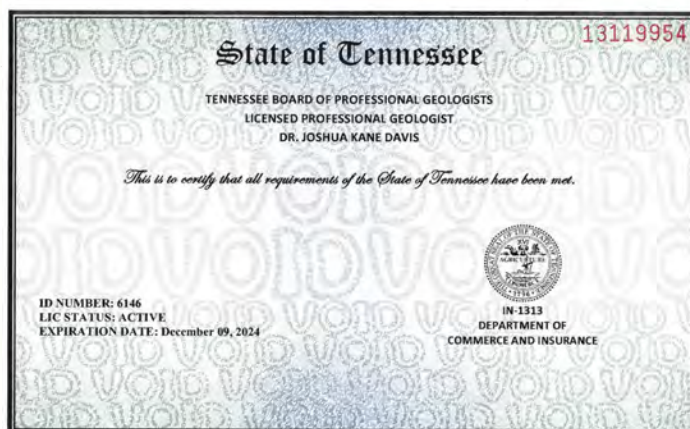 13119954
State of Tennessee
TENNESSEE BOARD OF PROFESSIONAL GEOLOGISTS
LICENSED PROFESSIONAL GEOLOGIST
DR. JOSHUA KANE DAVIS
This is to certify that all requirements of the State of Tennessee have been met.
AGRICULTURE
ID NUMBER: 6146
LIC STATUS: ACTIVE
EXPIRATION DATE: December 09, 2024
IN-1313
DEPARTMENT OF
COMMERCE AND INSURANCE
VOID